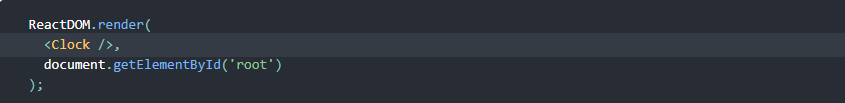 ReactDOM.render(
  <Clock />,
  document.getElementById('root')
);